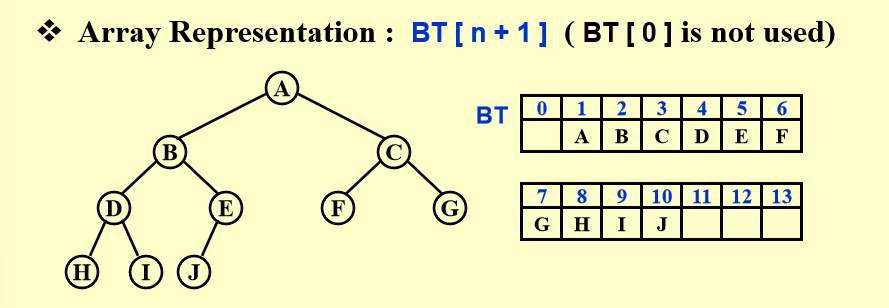 ❖ Array Representation : BT [ n + 1 ] ( BT [ 0 ] is not used)
A
B C
D E F G
H I J
BT 0 1 2 3 4 5 6
A B C D E F
7 8 9 10 11 12 13
G H I J